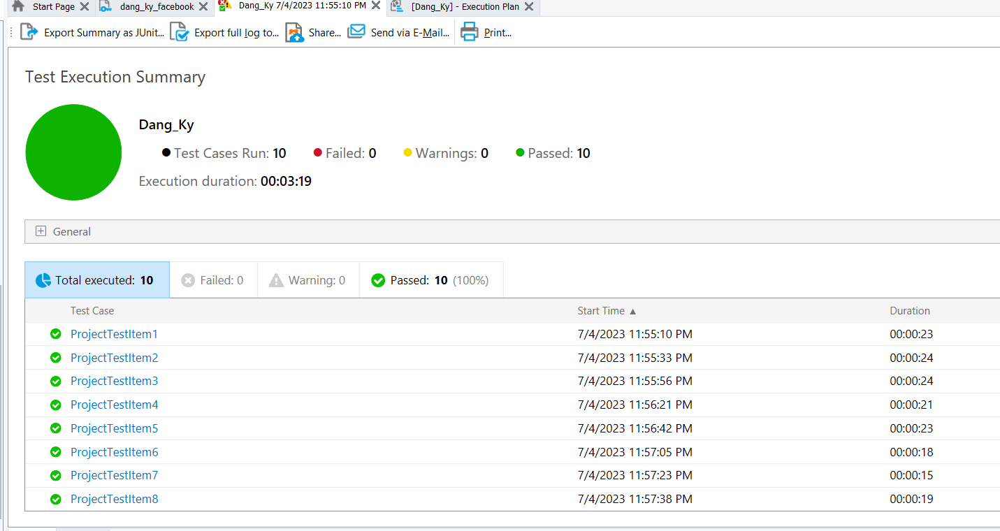 Start Page dang_ky_facebook Dang_Ky 7/4/2023 11:55:10 PM [Dang_Ky] - Execution Plan
Export Summary as JUnit... Export full log to... Share... Send via E-Mail... Print...
Test Execution Summary
Dang_Ky
Test Cases Run: 10 Failed: 0 Warnings: 0 Passed: 10
Execution duration: 00:03:19
General
Total executed: 10 Failed: 0 Warning: 0 Passed: 10 (100%)
Test Case Start Time ▲ Duration
ProjectTestItem1 7/4/2023 11:55:10 PM 00:00:23
ProjectTestItem2 7/4/2023 11:55:33 PM 00:00:24
ProjectTestItem3 7/4/2023 11:55:56 PM 00:00:24
ProjectTestItem4 7/4/2023 11:56:21 PM 00:00:21
ProjectTestItem5 7/4/2023 11:56:42 PM 00:00:23
ProjectTestItem6 7/4/2023 11:57:05 PM 00:00:18
ProjectTestItem7 7/4/2023 11:57:23 PM 00:00:15
ProjectTestItem8 7/4/2023 11:57:38 PM 00:00:19